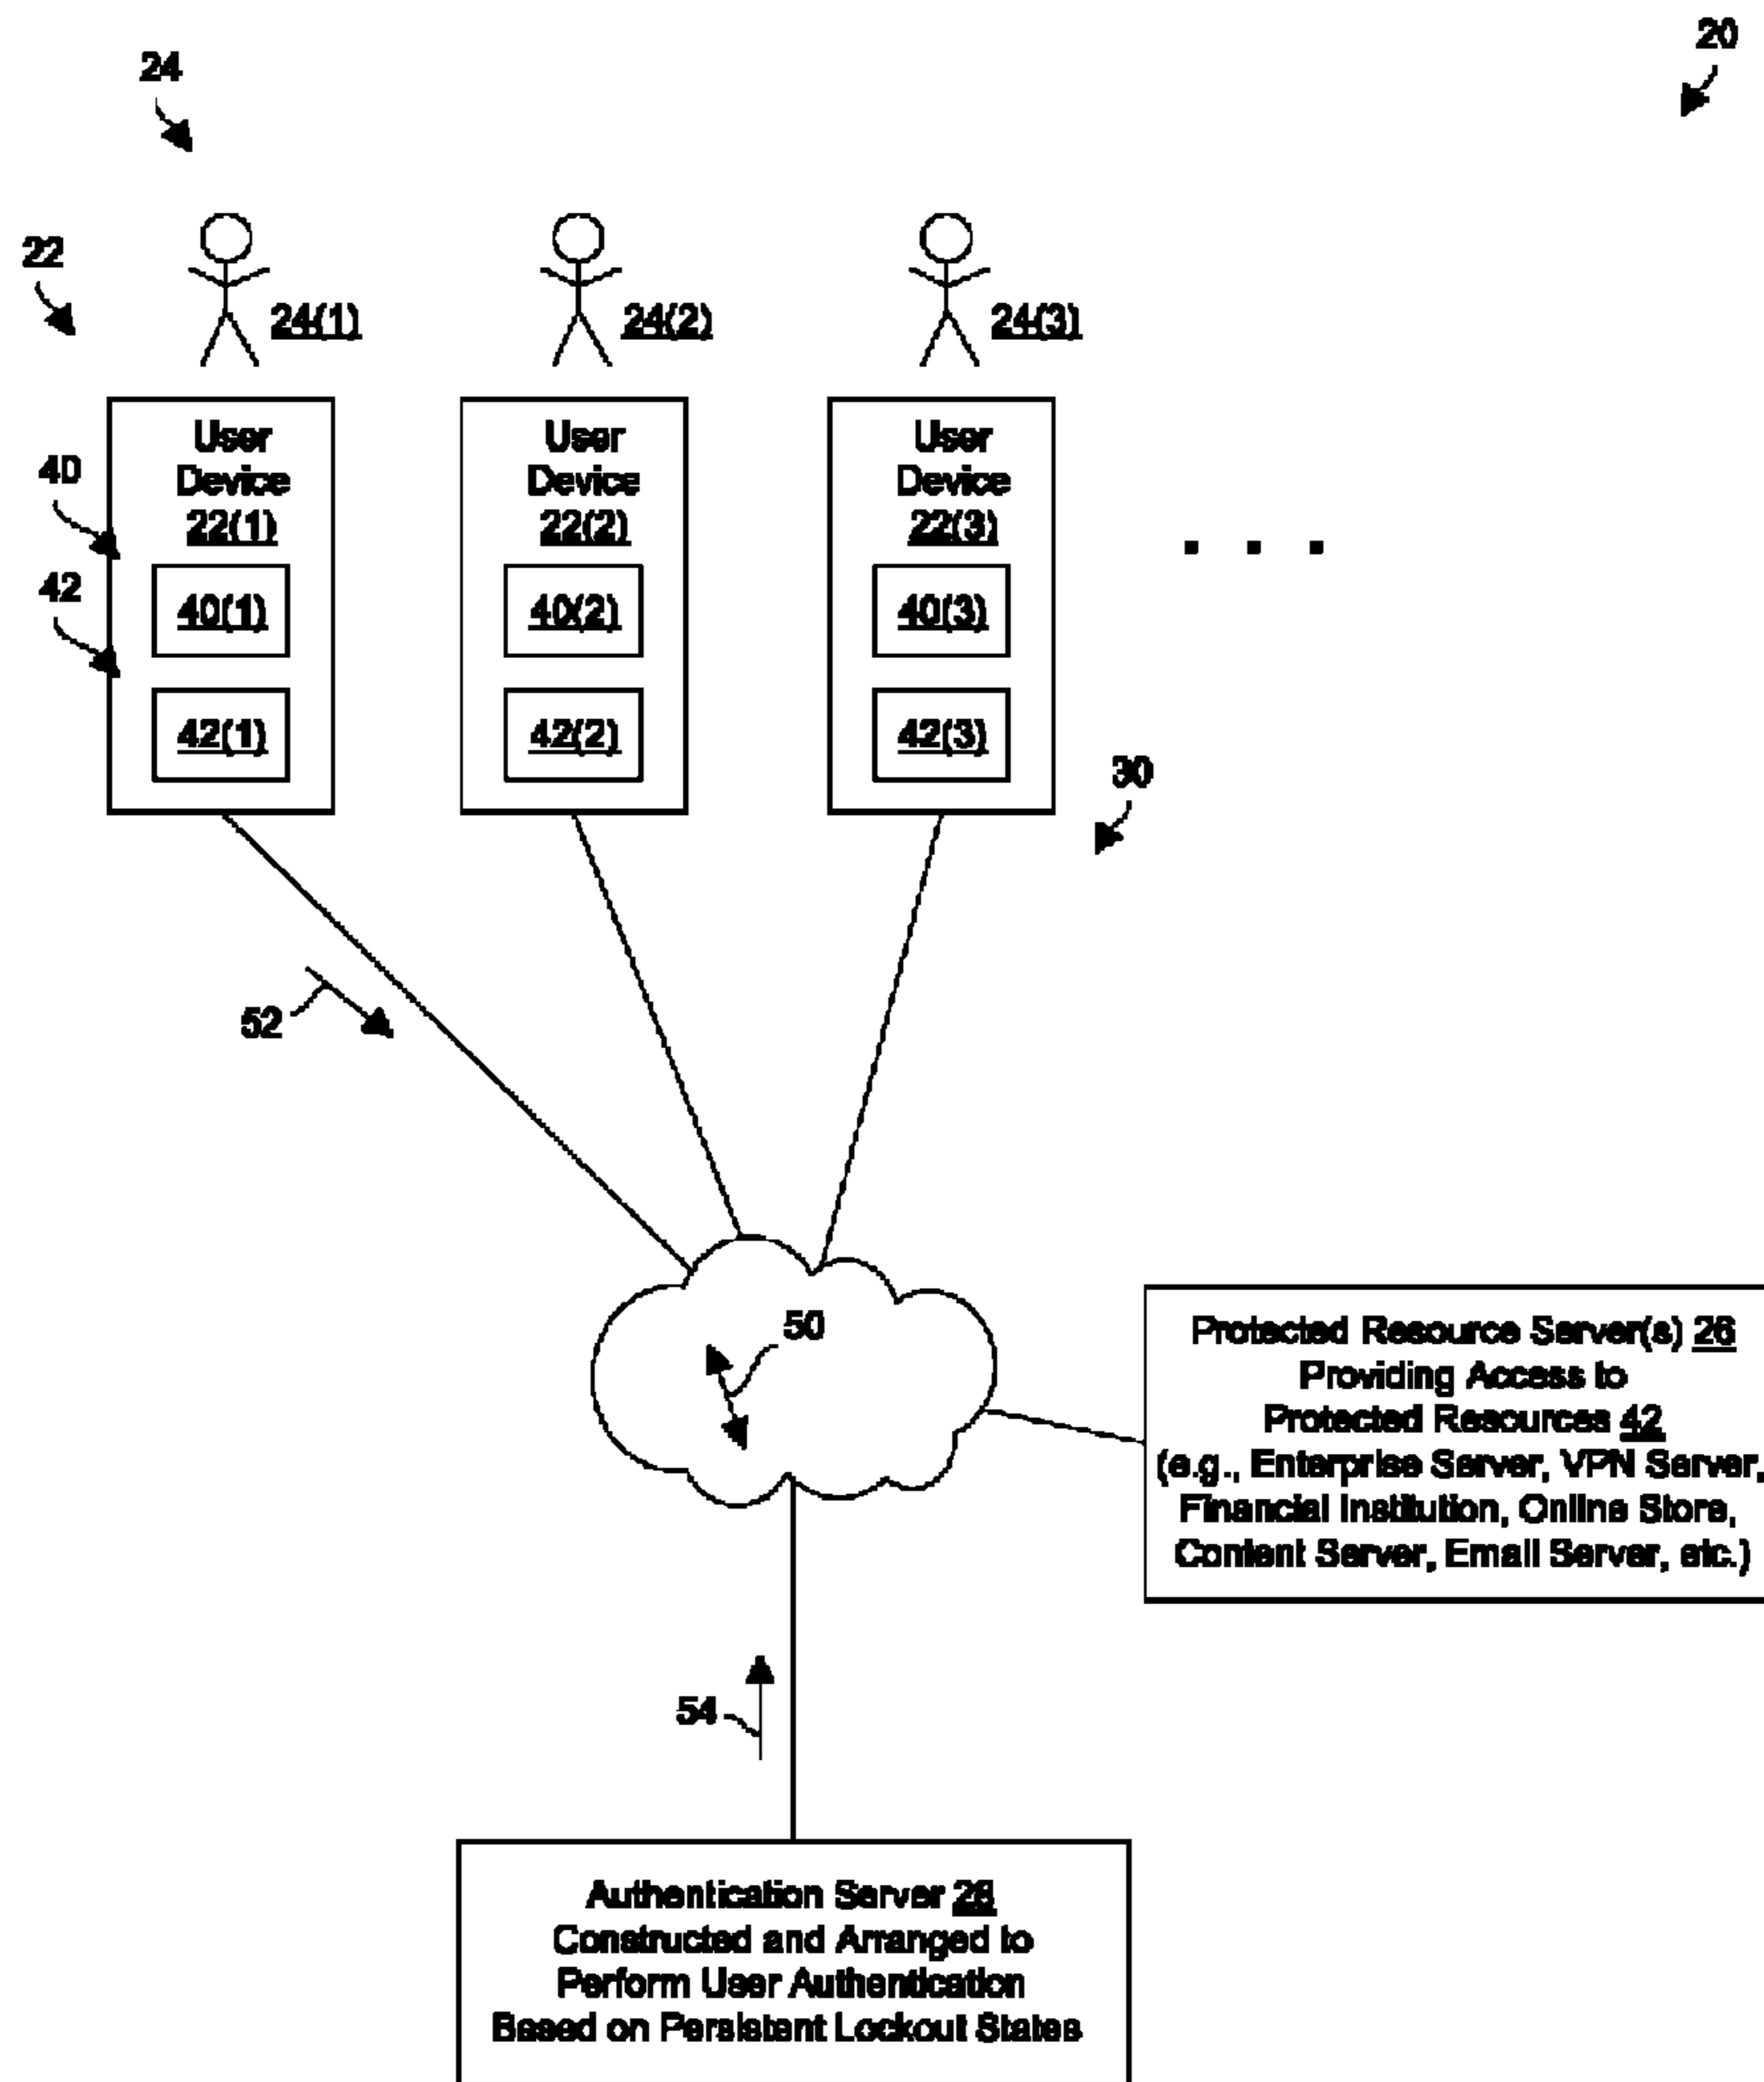 20
24
22
24(1) 24(2) 24(3)
User
Device
22(1)
User
Device
22(2)
User
Device
22(3)
40
42
40(1) 40(2) 40(3)
. . .
42(1) 42(2) 42(3)
30
52
50
Protected Resource Server(s) 26
Providing Access to
Protected Resources 42
(e.g., Enterprise Server, VPN Server,
Financial Institution, Online Store,
Content Server, Email Server, etc.)
54
Authentication Server 28
Constructed and Arranged to
Perform User Authentication
Based on Persistent Lockout States